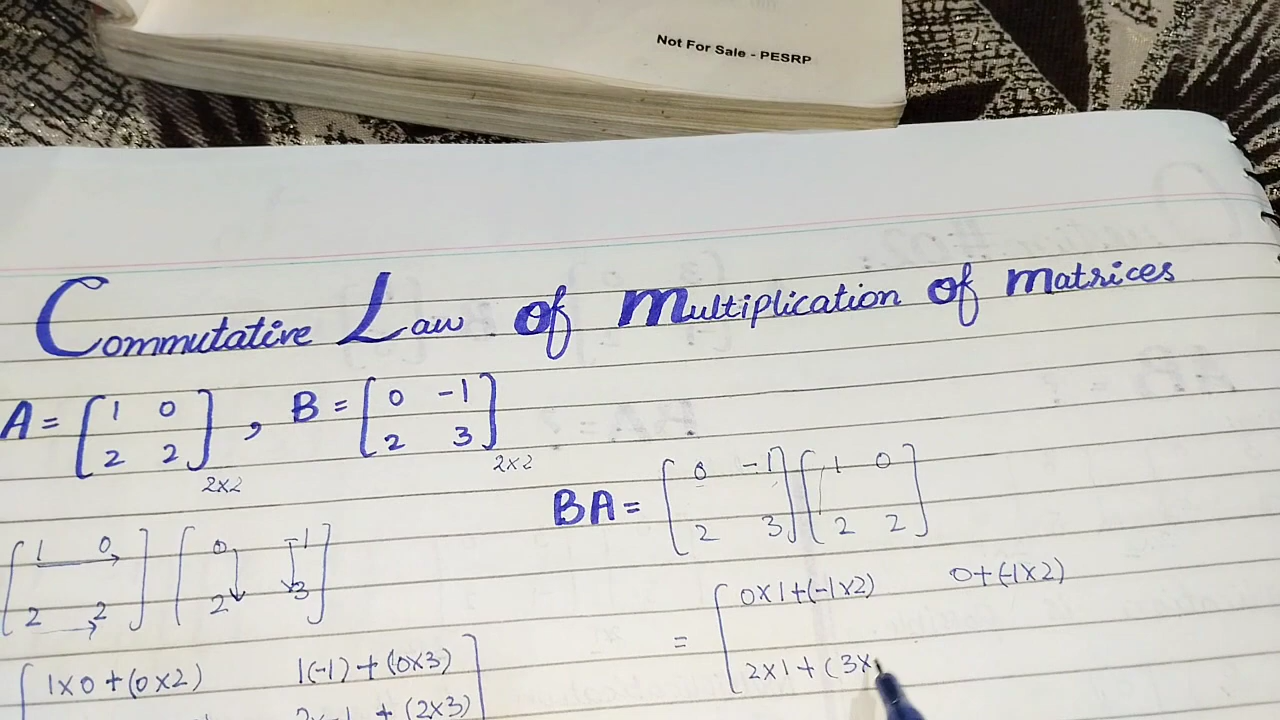 Not For Sale - PESRP
Commutative Law of Multiplication of Matrices
A = [ 1 0 , B = [ 0 -1
2 2 ] 2x2 2 3 ] 2x2
BA = [ 0 -1 ] [ 1 0 ]
2 3 2 2
[ 1 0 ] [ 0 -1 ]
2 2 2 3
= [ 0x1+(-1x2) 0+(-1x2)
2x1+(3x
[ 1x0+(0x2) 1(-1)+(0x3) ]
2x-1 + (2x3)